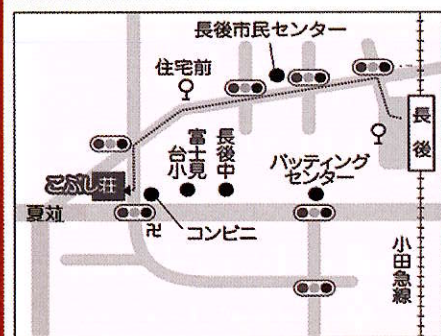 長後市民センター
住宅前
長後
富士見台小
長後中
バッティングセンター
こぶし荘
夏苅
卍
コンビニ
小田急線